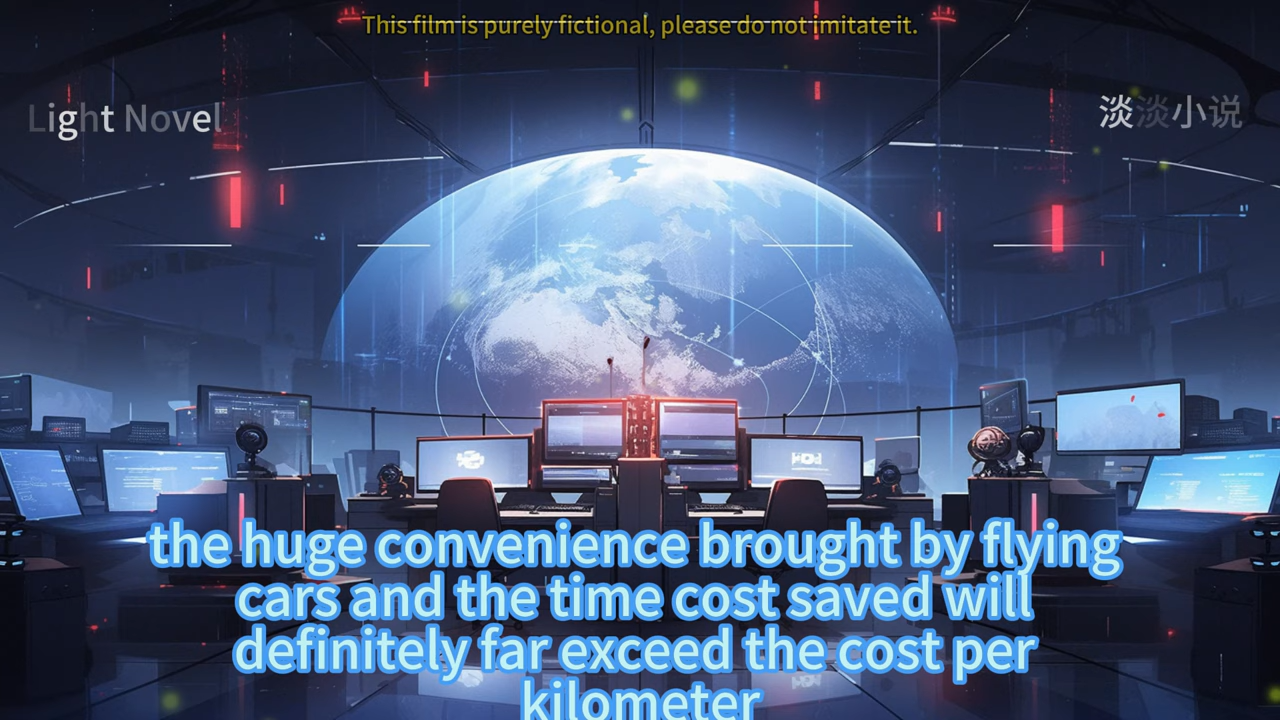 This film is purely fictional, please do not imitate it.
Light Novel
淡淡小说
the huge convenience brought by flying
cars and the time cost saved will
definitely far exceed the cost per
kilometer